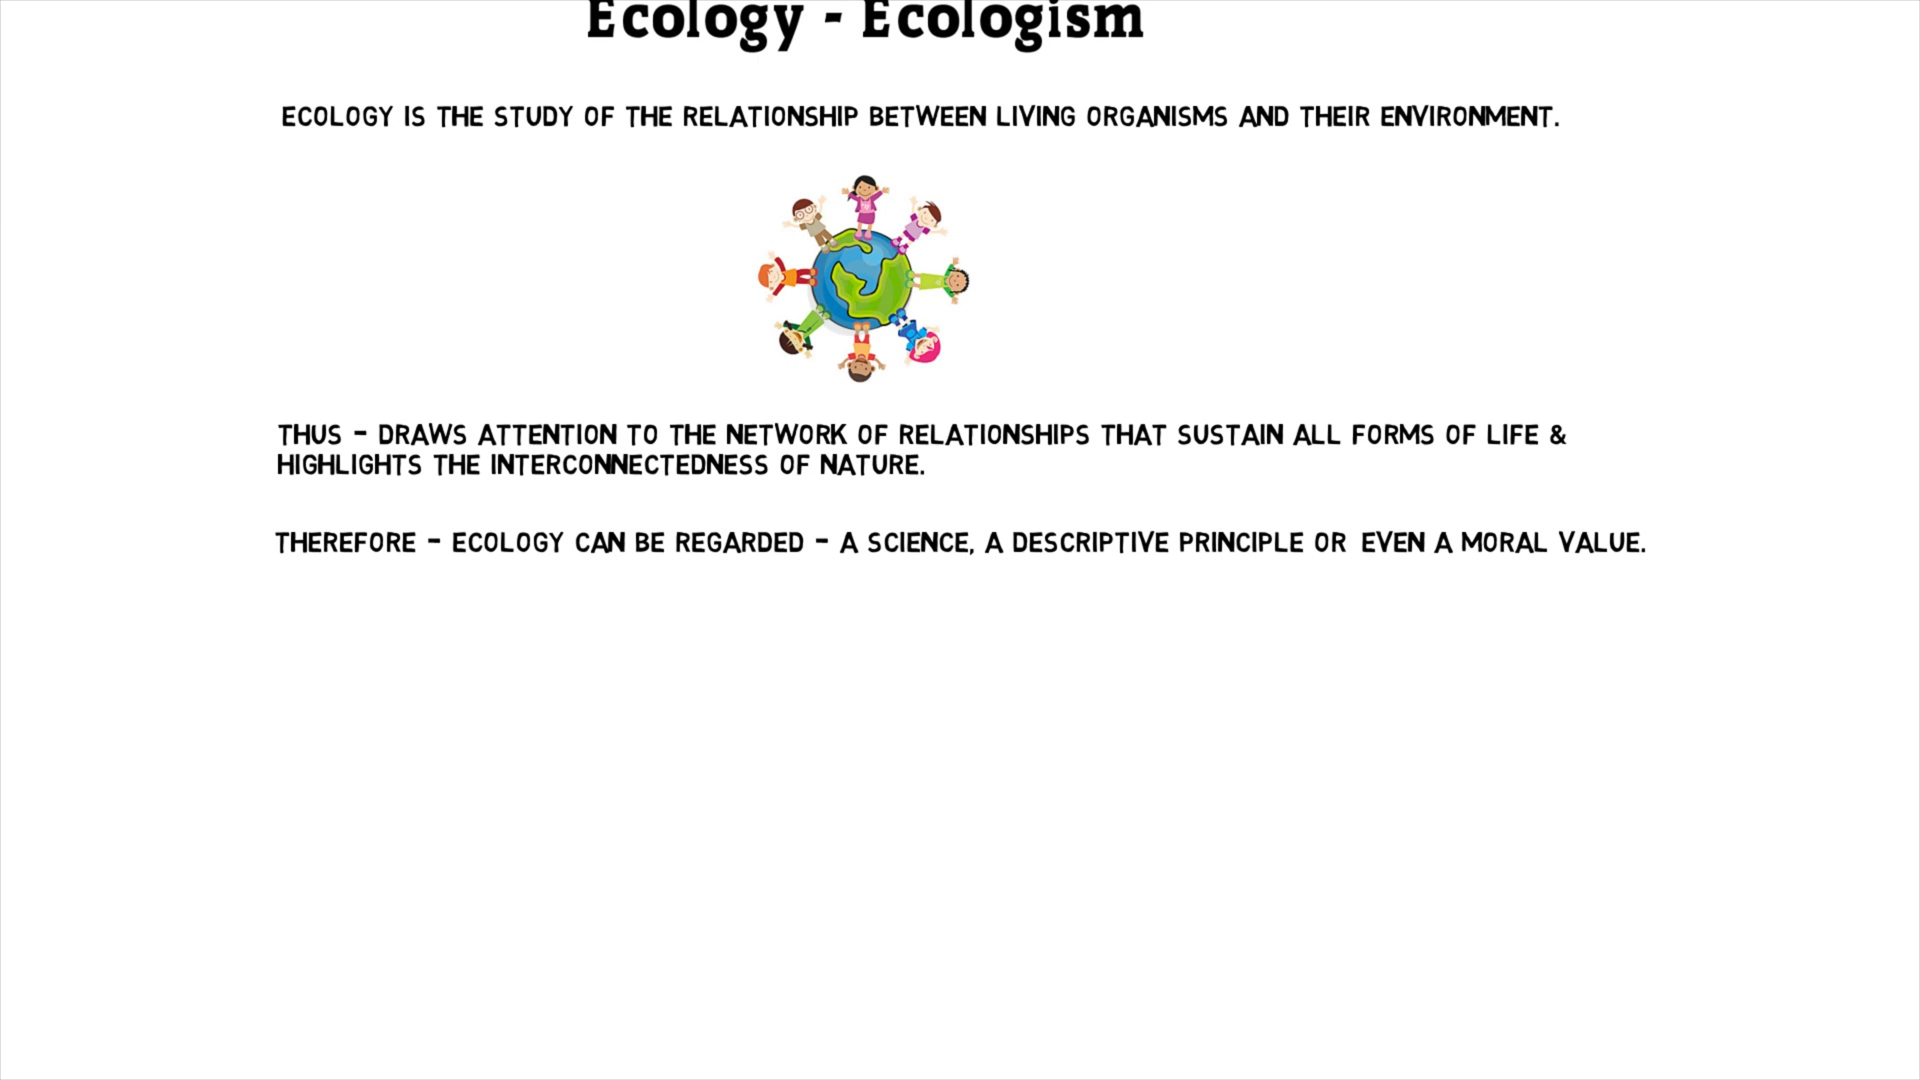 Ecology - Ecologism
ECOLOGY IS THE STUDY OF THE RELATIONSHIP BETWEEN LIVING ORGANISMS AND THEIR ENVIRONMENT.
THUS - DRAWS ATTENTION TO THE NETWORK OF RELATIONSHIPS THAT SUSTAIN ALL FORMS OF LIFE &
HIGHLIGHTS THE INTERCONNECTEDNESS OF NATURE.
THEREFORE - ECOLOGY CAN BE REGARDED - A SCIENCE, A DESCRIPTIVE PRINCIPLE OR EVEN A MORAL VALUE.